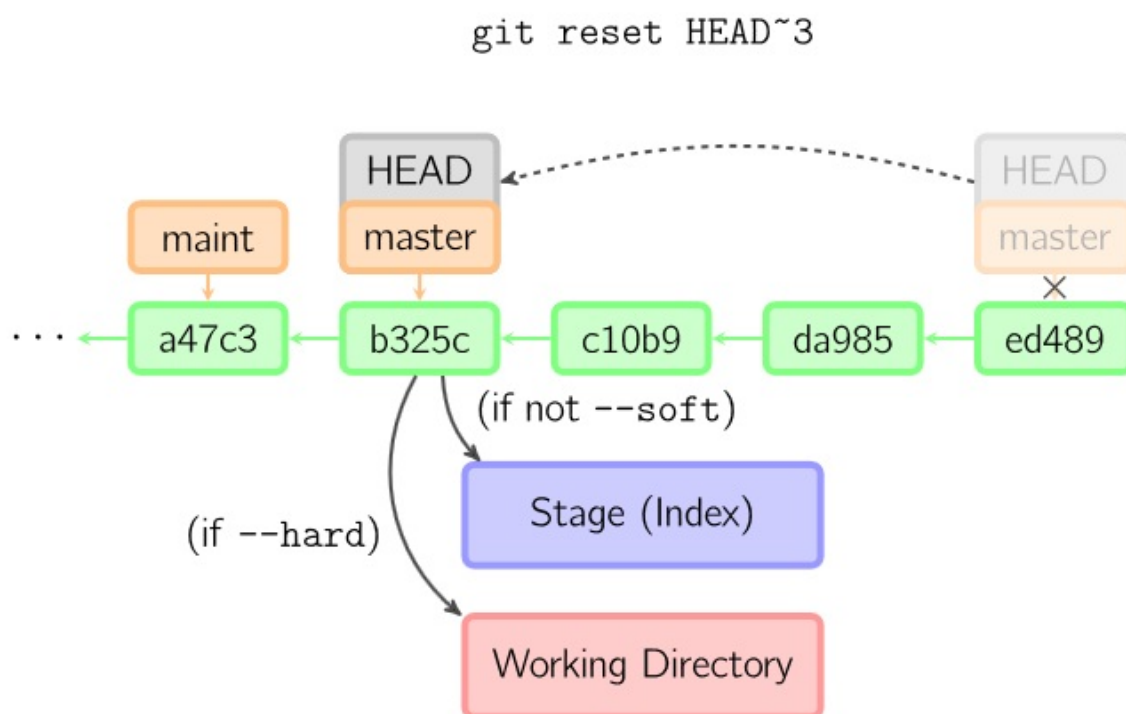 git reset HEAD~3
HEAD
HEAD
maint
master
master
... a47c3 b325c c10b9 da985 ed489
(if not --soft)
Stage (Index)
(if --hard)
Working Directory